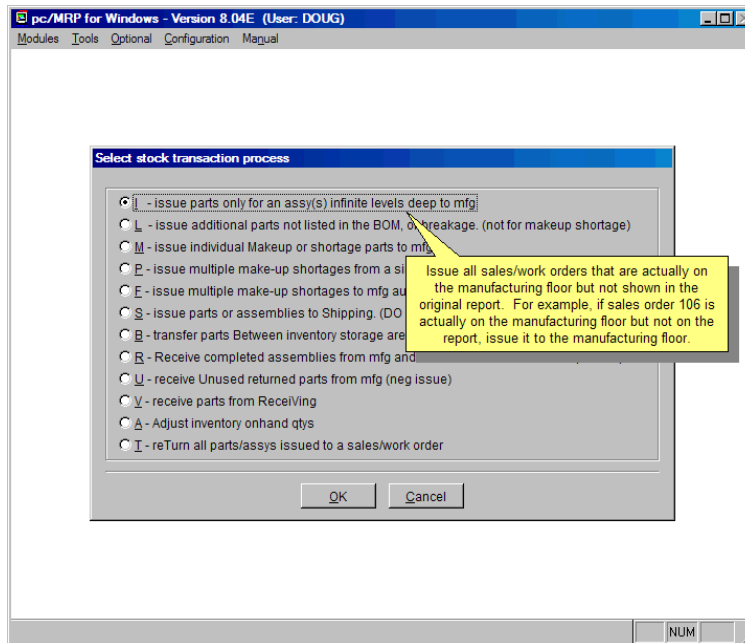 pc/MRP for Windows - Version 8.04E (User: DOUG)
Modules Tools Optional Configuration Manual
Select stock transaction process
I - issue parts only for an assy(s) infinite levels deep to mfg
L - issue additional parts not listed in the BOM, or breakage. (not for makeup shortage)
M - issue individual Makeup or shortage parts to mfg
P - issue multiple make-up shortages from a
F - issue multiple make-up shortages to mfg
S - issue parts or assemblies to Shipping. (DO
B - transfer parts Between inventory storage
R - Receive completed assemblies from mfg and
U - receive Unused returned parts from mfg (neg issue)
V - receive parts from ReceiVing
A - Adjust inventory onhand qtys
T - reTurn all parts/assys issued to a sales/work order
Issue all sales/work orders that are actually on
the manufacturing floor but not shown in the
original report. For example, if sales order 106 is
actually on the manufacturing floor but not on the
report, issue it to the manufacturing floor.
OK Cancel
NUM